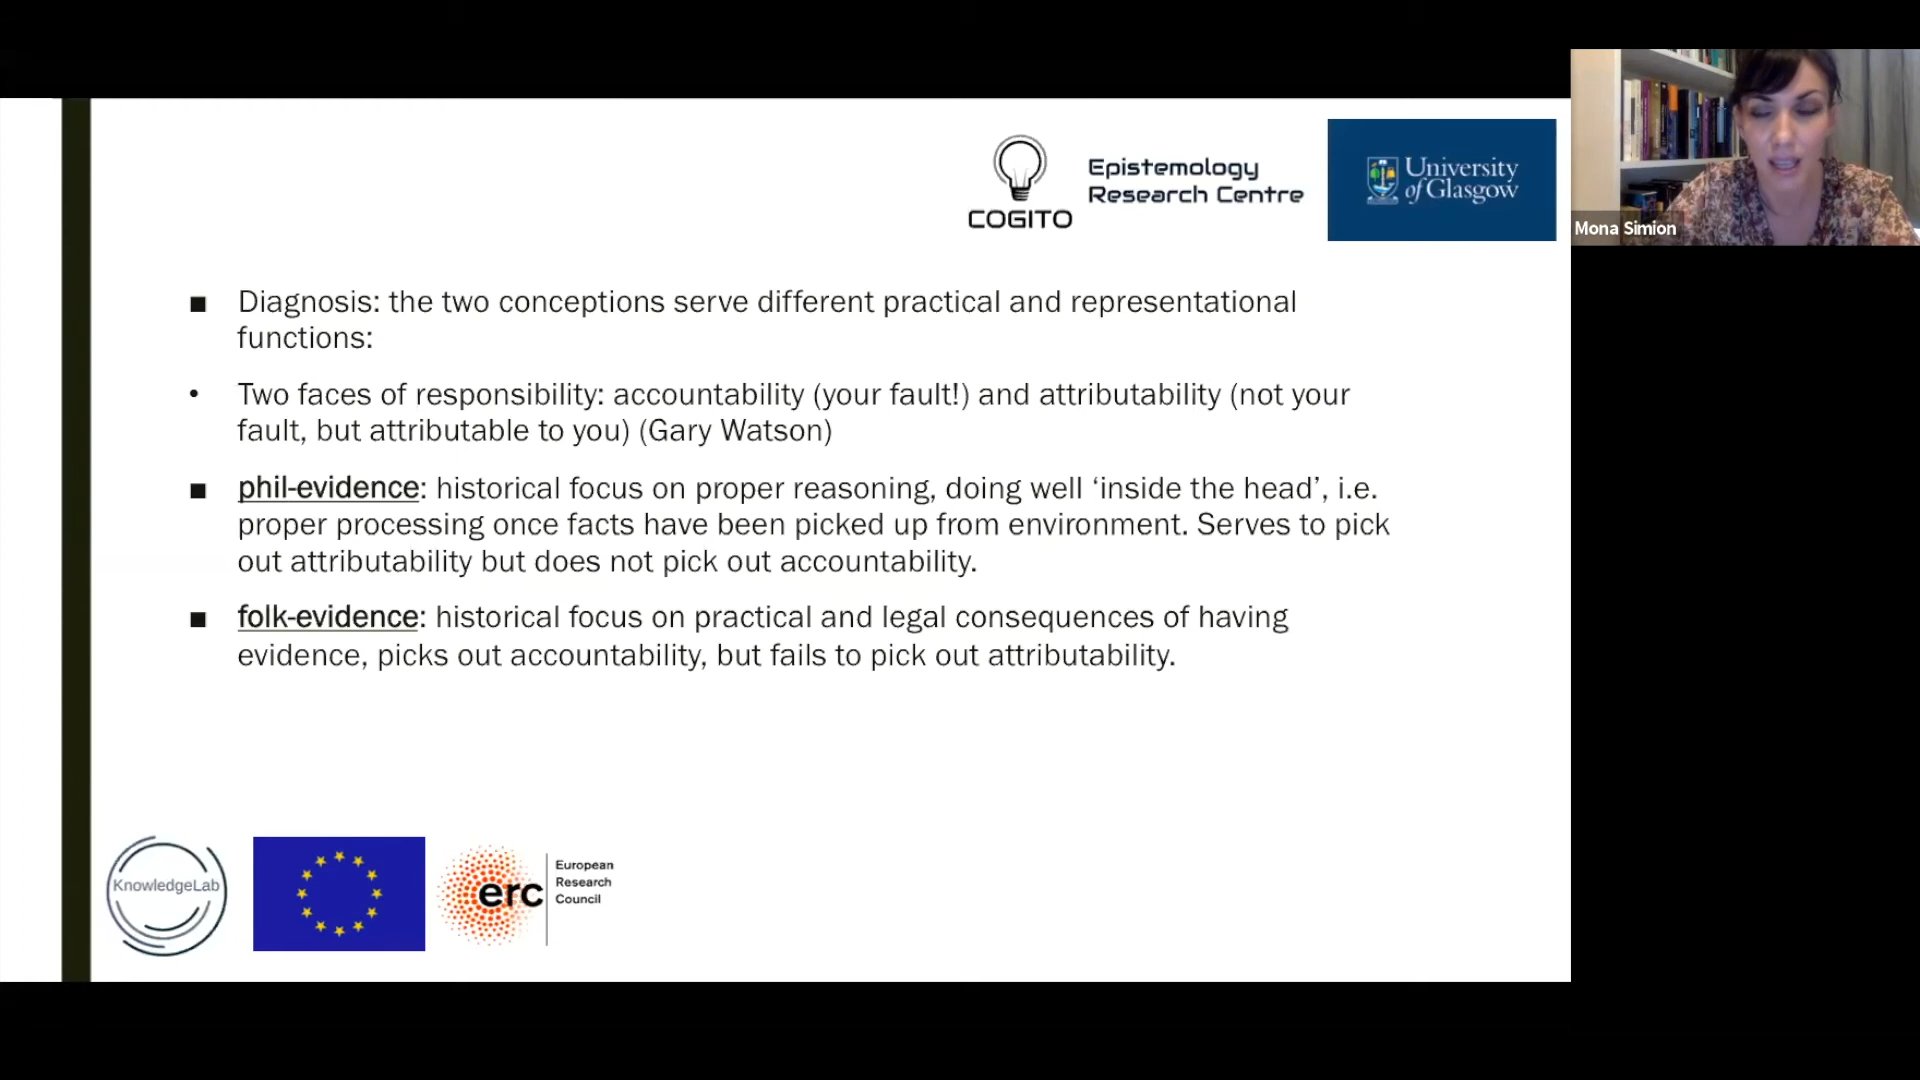 COGITO
Epistemology
Research Centre
University
of Glasgow
Mona Simion
■ Diagnosis: the two conceptions serve different practical and representational
functions:
• Two faces of responsibility: accountability (your fault!) and attributability (not your
fault, but attributable to you) (Gary Watson)
■ phil-evidence: historical focus on proper reasoning, doing well ‘inside the head’, i.e.
proper processing once facts have been picked up from environment. Serves to pick
out attributability but does not pick out accountability.
■ folk-evidence: historical focus on practical and legal consequences of having
evidence, picks out accountability, but fails to pick out attributability.
KnowledgeLab
erc
European
Research
Council